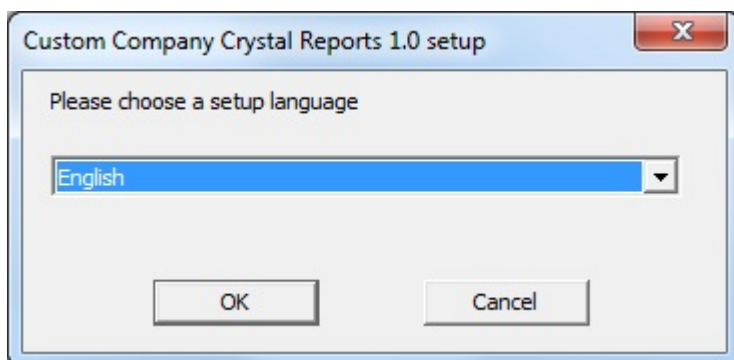 Custom Company Crystal Reports 1.0 setup
Please choose a setup language
English
OK
Cancel